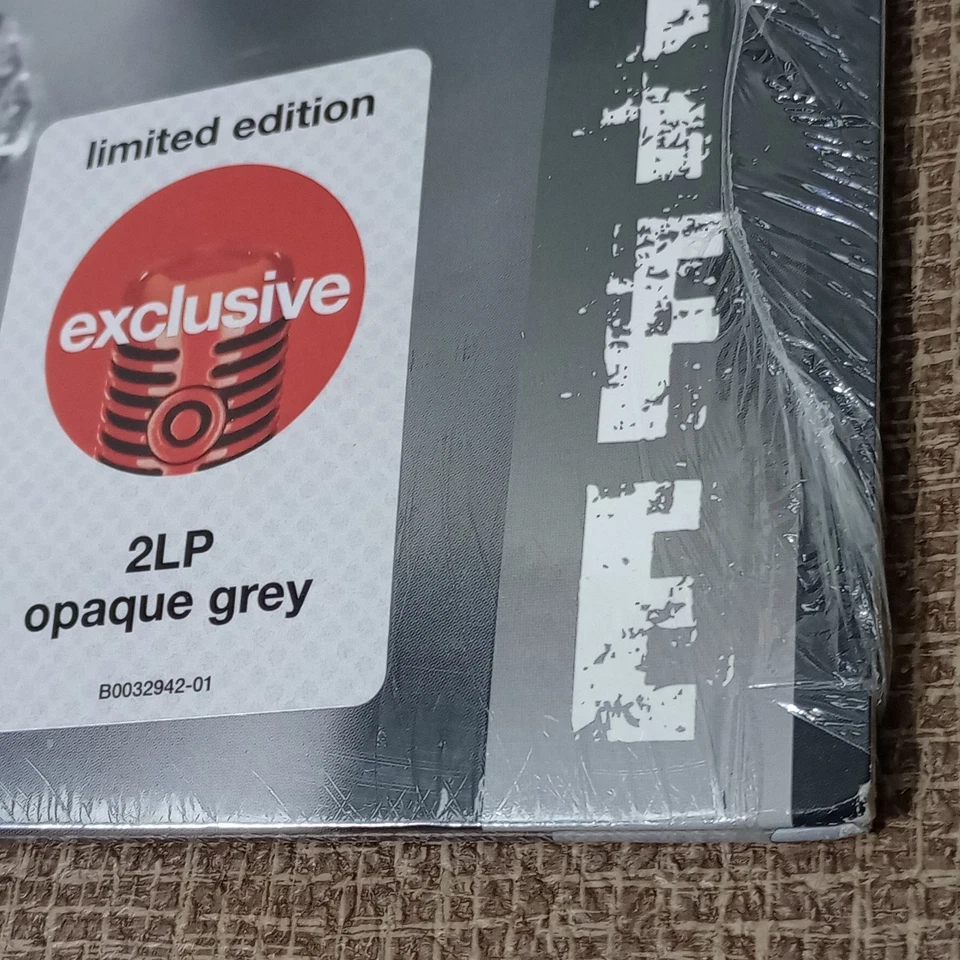 limited edition
exclusive
2LP
opaque grey
B0032942-01